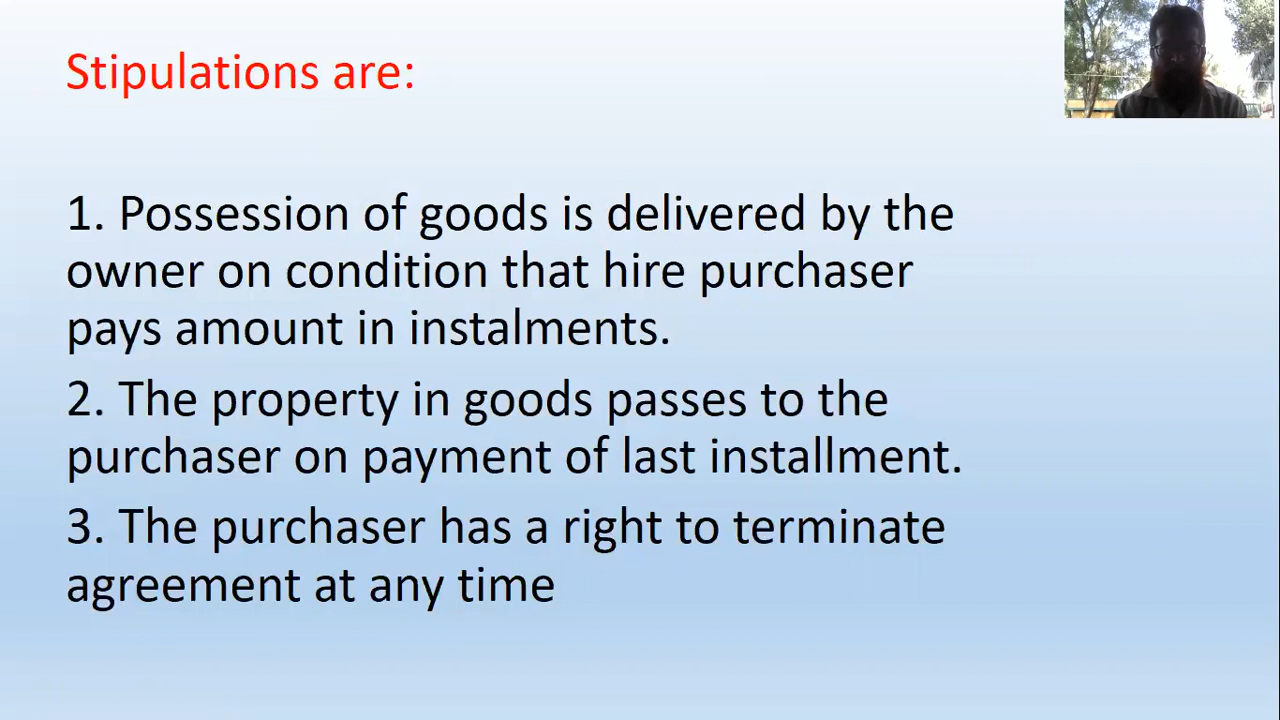 Stipulations are:
1. Possession of goods is delivered by the
owner on condition that hire purchaser
pays amount in instalments.
2. The property in goods passes to the
purchaser on payment of last installment.
3. The purchaser has a right to terminate
agreement at any time